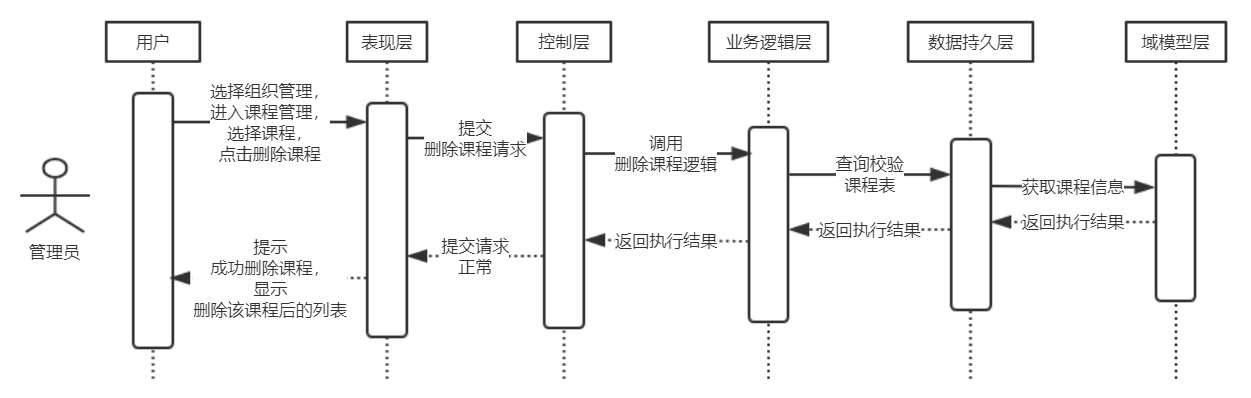 用户
表现层
控制层
业务逻辑层
数据持久层
域模型层
选择组织管理，
进入课程管理，
选择课程，
点击删除课程
提交
删除课程请求
调用
删除课程逻辑
查询校验
课程表
获取课程信息
返回执行结果
返回执行结果
返回执行结果
提交请求
正常
提示
成功删除课程，
显示
删除该课程后的列表
管理员